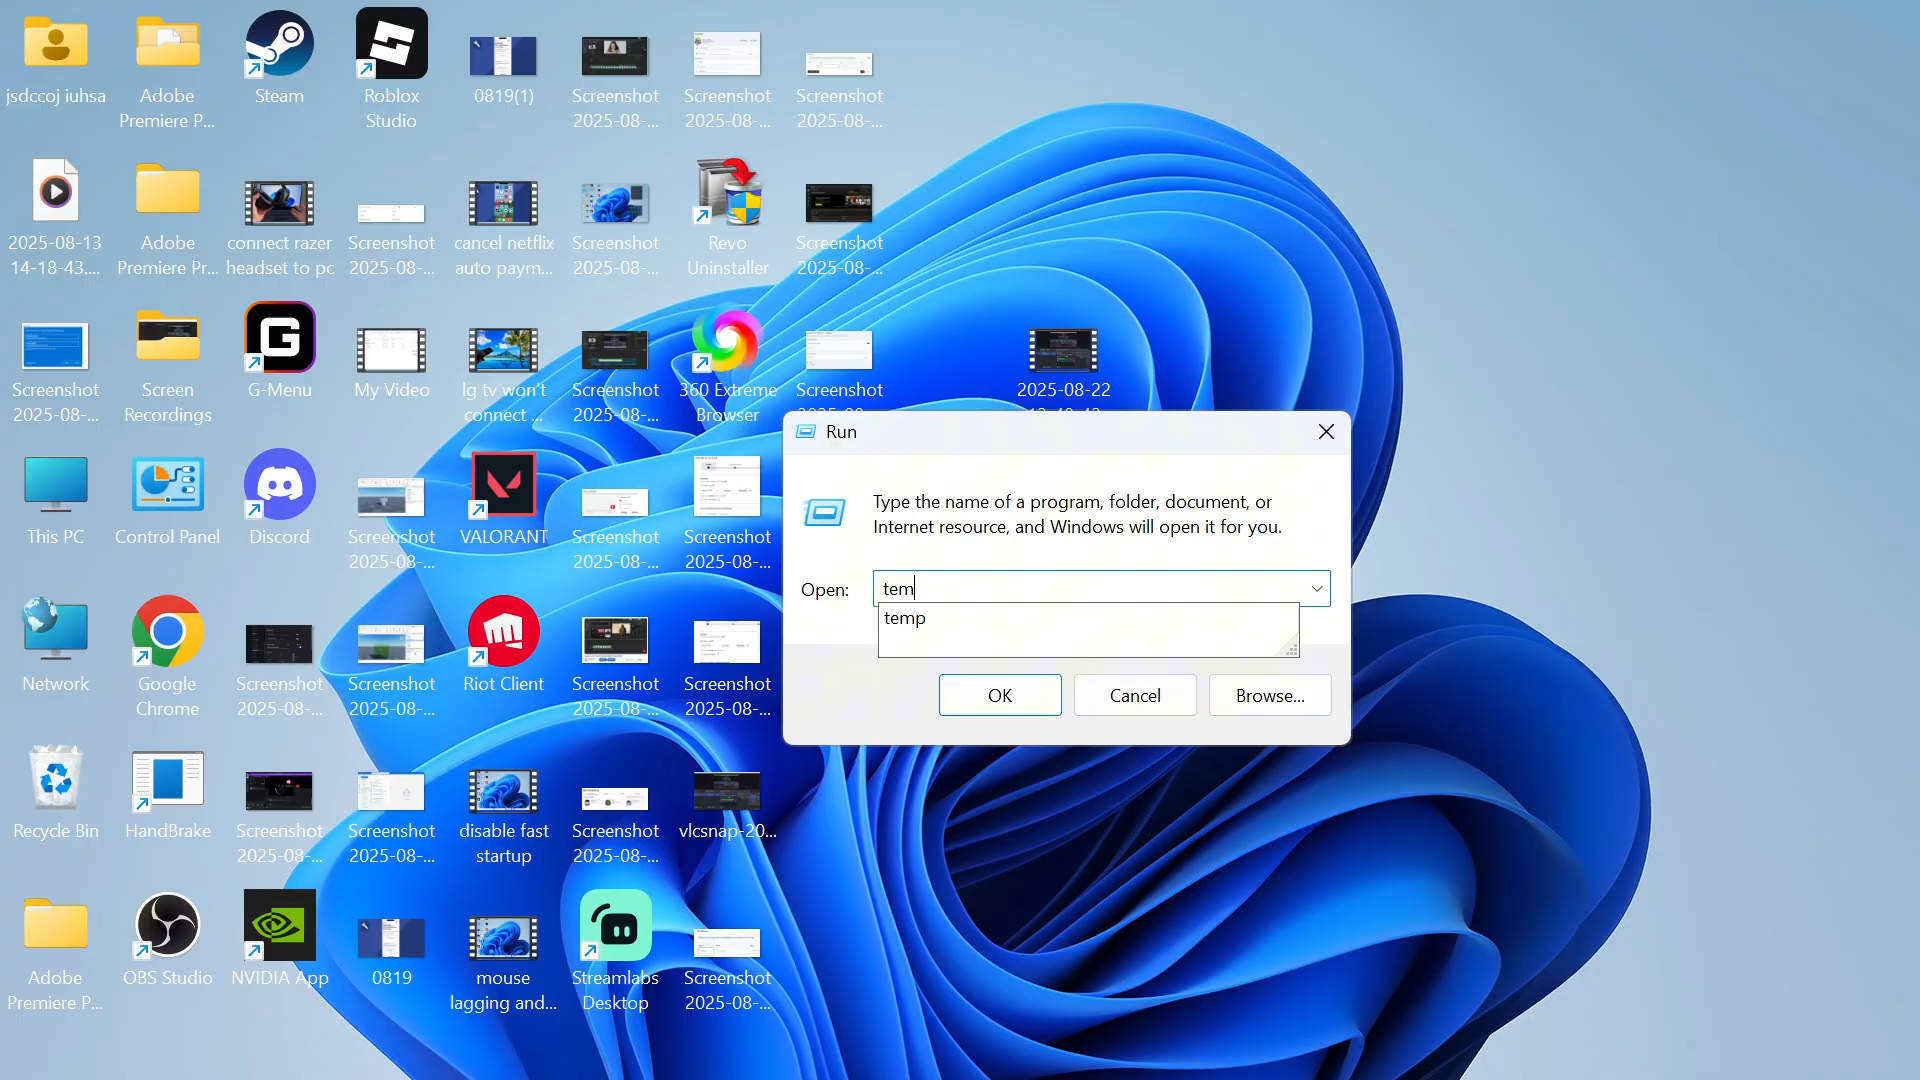 jsdccoj iuhsa
Adobe
Premiere P...
Steam
Roblox
Studio
0819(1)
Screenshot
2025-08-...
Screenshot
2025-08-...
Screenshot
2025-08-...
2025-08-13
14-18-43....
Adobe
Premiere Pr...
connect razer
headset to pc
Screenshot
2025-08-...
cancel netflix
auto paym...
Screenshot
2025-08-...
Revo
Uninstaller
Screenshot
2025-08-...
Screenshot
2025-08-...
Screen
Recordings
G-Menu
My Video
lg tv won't
connect ...
Screenshot
2025-08-...
360 Extreme
Browser
Screenshot
2025-08-22
This PC
Control Panel
Discord
Screenshot
2025-08-...
VALORANT
Screenshot
2025-08-...
Screenshot
2025-08-...
Network
Google
Chrome
Screenshot
2025-08-...
Screenshot
2025-08-...
Riot Client
Screenshot
2025-08-...
Screenshot
2025-08-...
Recycle Bin
HandBrake
Screenshot
2025-08-...
Screenshot
2025-08-...
disable fast
startup
Screenshot
2025-08-...
vlcsnap-20...
Adobe
Premiere P...
OBS Studio
NVIDIA App
0819
mouse
lagging and...
Streamlabs
Desktop
Screenshot
2025-08-...
Run
Type the name of a program, folder, document, or
Internet resource, and Windows will open it for you.
Open:
tem
temp
OK
Cancel
Browse...